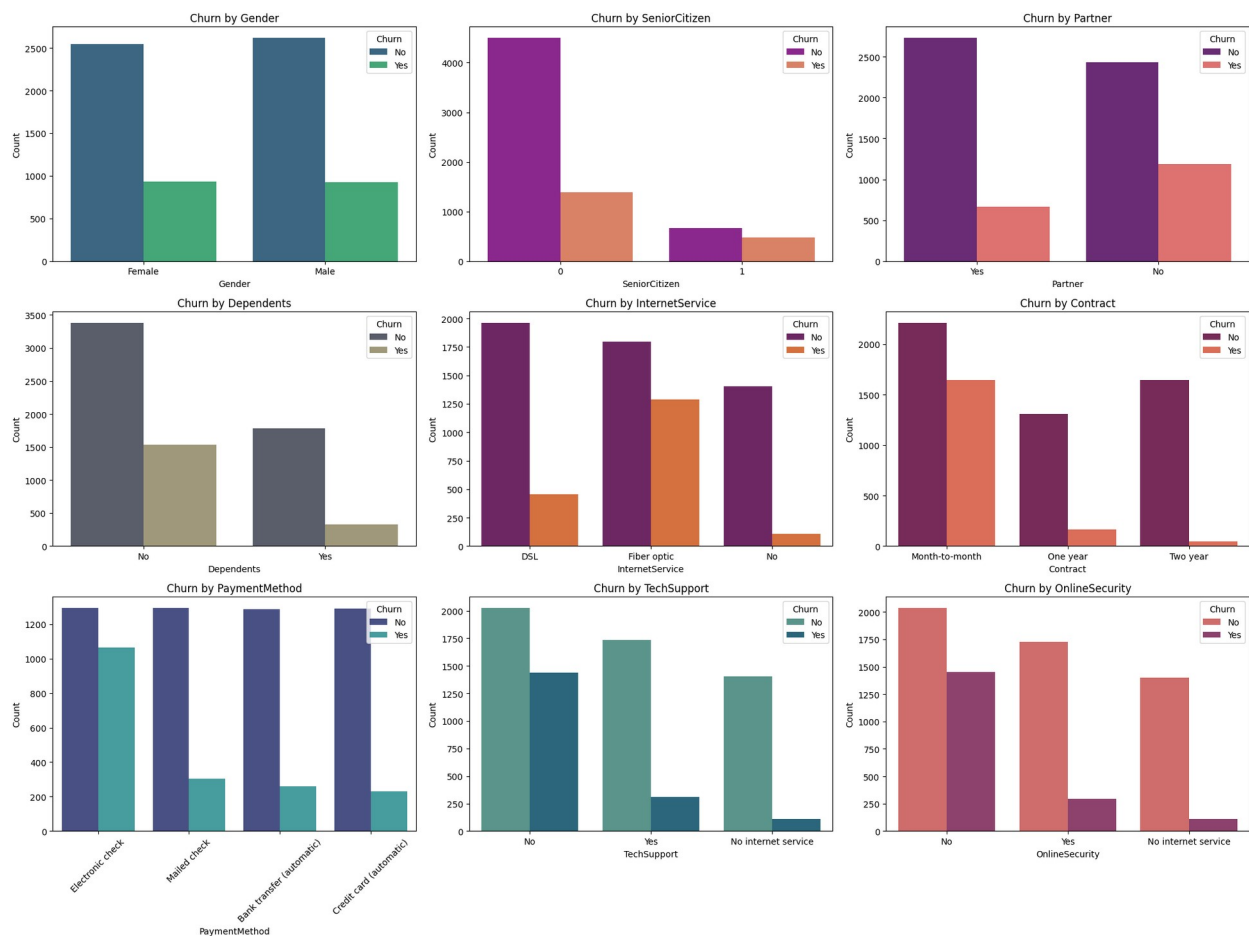 Churn by Gender
Churn
No
Yes
Count
2500
2000
1500
1000
500
0
Female
Male
Gender
Churn by SeniorCitizen
Churn
No
Yes
Count
4000
3000
2000
1000
0
0
1
SeniorCitizen
Churn by Partner
Churn
No
Yes
Count
2500
2000
1500
1000
500
0
Yes
No
Partner
Churn by Dependents
Churn
No
Yes
Count
3500
3000
2500
2000
1500
1000
500
0
No
Yes
Dependents
Churn by InternetService
Churn
No
Yes
Count
2000
1750
1500
1250
1000
750
500
250
0
DSL
Fiber optic
No
InternetService
Churn by Contract
Churn
No
Yes
Count
2000
1500
1000
500
0
Month-to-month
One year
Two year
Contract
Churn by PaymentMethod
Churn
No
Yes
Count
1200
1000
800
600
400
200
0
Electronic check
Mailed check
Bank transfer (automatic)
Credit card (automatic)
PaymentMethod
Churn by TechSupport
Churn
No
Yes
Count
2000
1750
1500
1250
1000
750
500
250
0
No
Yes
No internet service
TechSupport
Churn by OnlineSecurity
Churn
No
Yes
Count
2000
1750
1500
1250
1000
750
500
250
0
No
Yes
No internet service
OnlineSecurity